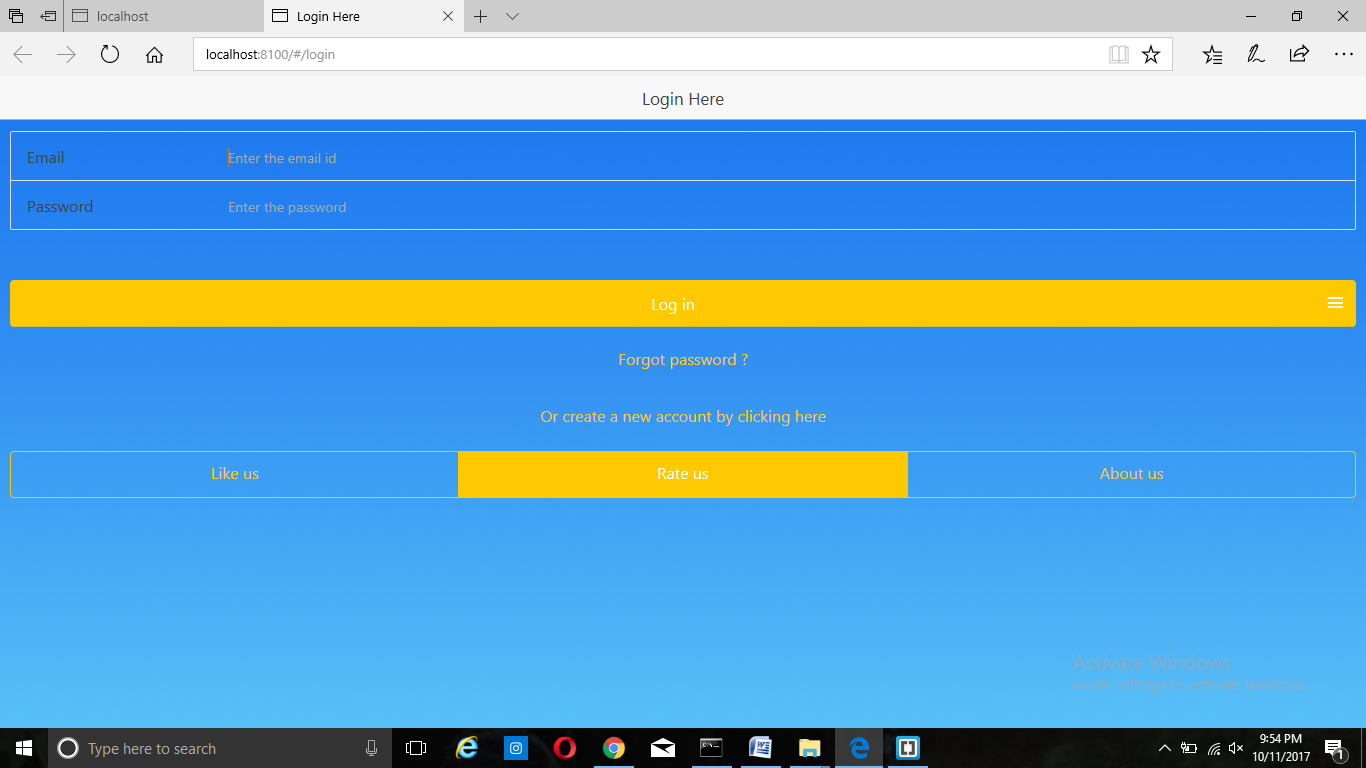 localhost
Login Here
localhost:8100/#/login
Login Here
Email
Enter the email id
Password
Enter the password
Log in
Forgot password ?
Or create a new account by clicking here
Like us
Rate us
About us
Activate Windows
Go to Settings to activate Windows.
Type here to search
9:54 PM
10/11/2017
1